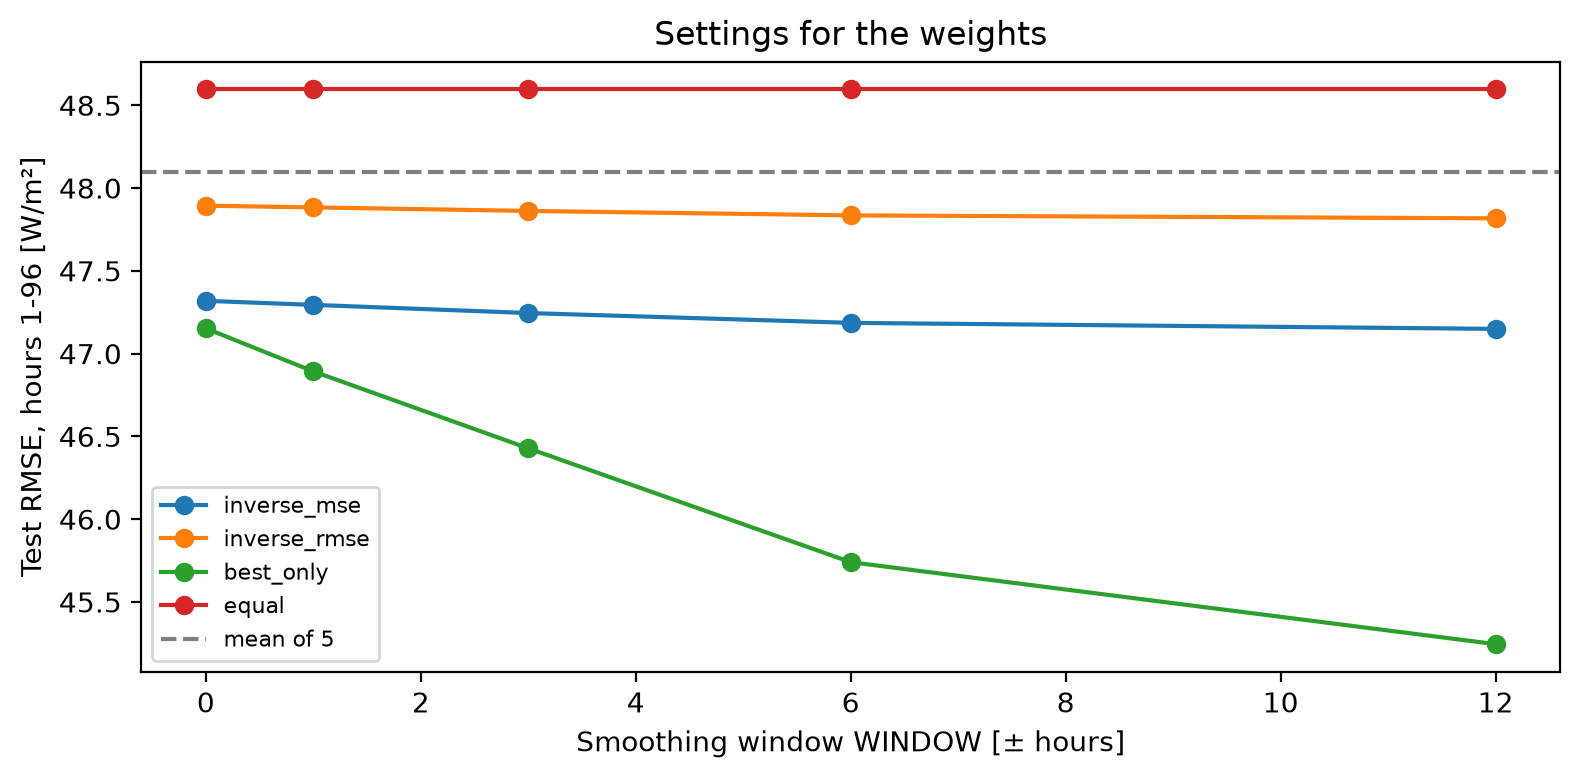 Settings for the weights
Test RMSE, hours 1-96 [W/m²]
48.5
48.0
47.5
47.0
46.5
46.0
45.5
inverse_mse
inverse_rmse
best_only
equal
mean of 5
0 2 4 6 8 10 12
Smoothing window WINDOW [± hours]